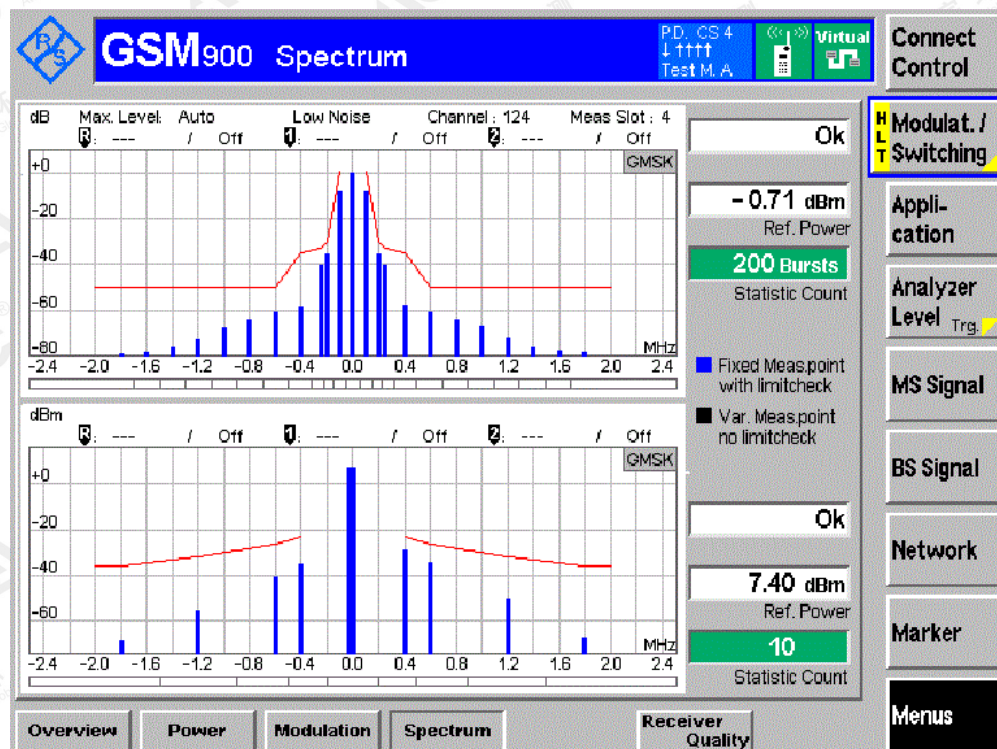 R&S
GSM900 Spectrum
P.D. CS 4
↓ ↑↑↑↑
Test M. A
Virtual
Connect
Control
dB Max. Level: Auto Low Noise Channel : 124 Meas Slot : 4
R: --- / Off 1: --- / Off 2: --- / Off
GMSK
+0
-20
-40
-60
-80
MHz
-2.4 -2.0 -1.6 -1.2 -0.8 -0.4 0.0 0.4 0.8 1.2 1.6 2.0 2.4
Ok
- 0.71 dBm
Ref. Power
200 Bursts
Statistic Count
Fixed Meas.point
with limitcheck
Var. Meas.point
no limitcheck
dBm
R: --- / Off 1: --- / Off 2: --- / Off
GMSK
+0
-20
-40
-60
MHz
-2.4 -2.0 -1.6 -1.2 -0.8 -0.4 0.0 0.4 0.8 1.2 1.6 2.0 2.4
Ok
7.40 dBm
Ref. Power
10
Statistic Count
HLT
Modulat. /
Switching
Appli-
cation
Analyzer
Level Trg.
MS Signal
BS Signal
Network
Marker
Menus
Overview
Power
Modulation
Spectrum
Receiver
Quality